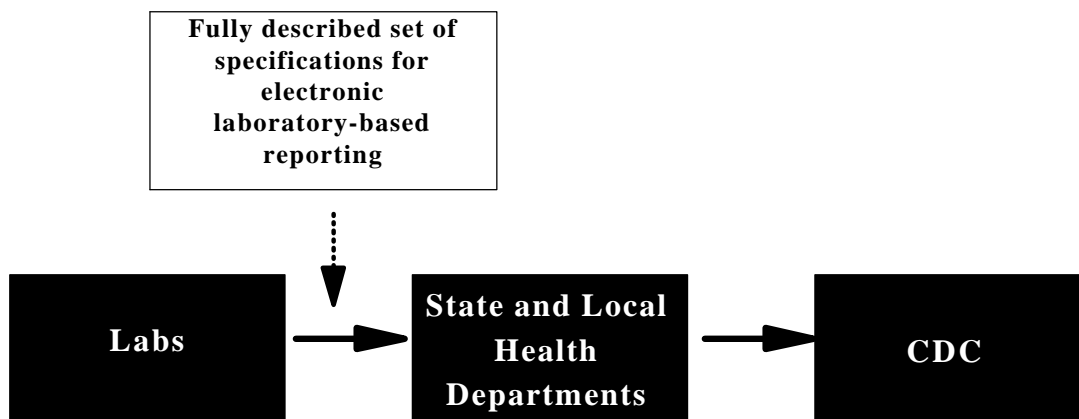 Fully described set of
specifications for
electronic
laboratory-based
reporting
Labs
State and Local
Health
Departments
CDC